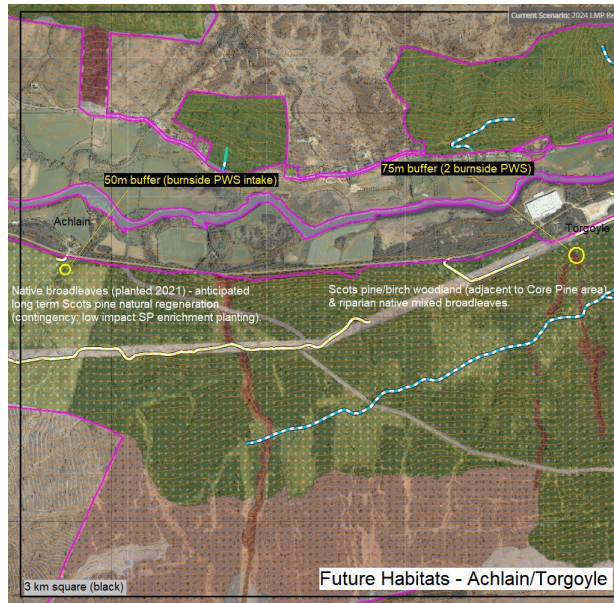 Current Scenario: 2024 LMP Re
50m buffer (burnside PWS intake)
75m buffer (2 burnside PWS)
Achlain
Torgoyle
Native broadleaves (planted 2021) - anticipated
long term Scots pine natural regeneration
(contingency: low impact SP enrichment planting).
Scots pine/birch woodland (adjacent to Core Pine area)
& riparian native mixed broadleaves.
3 km square (black)
Future Habitats - Achlain/Torgoyle